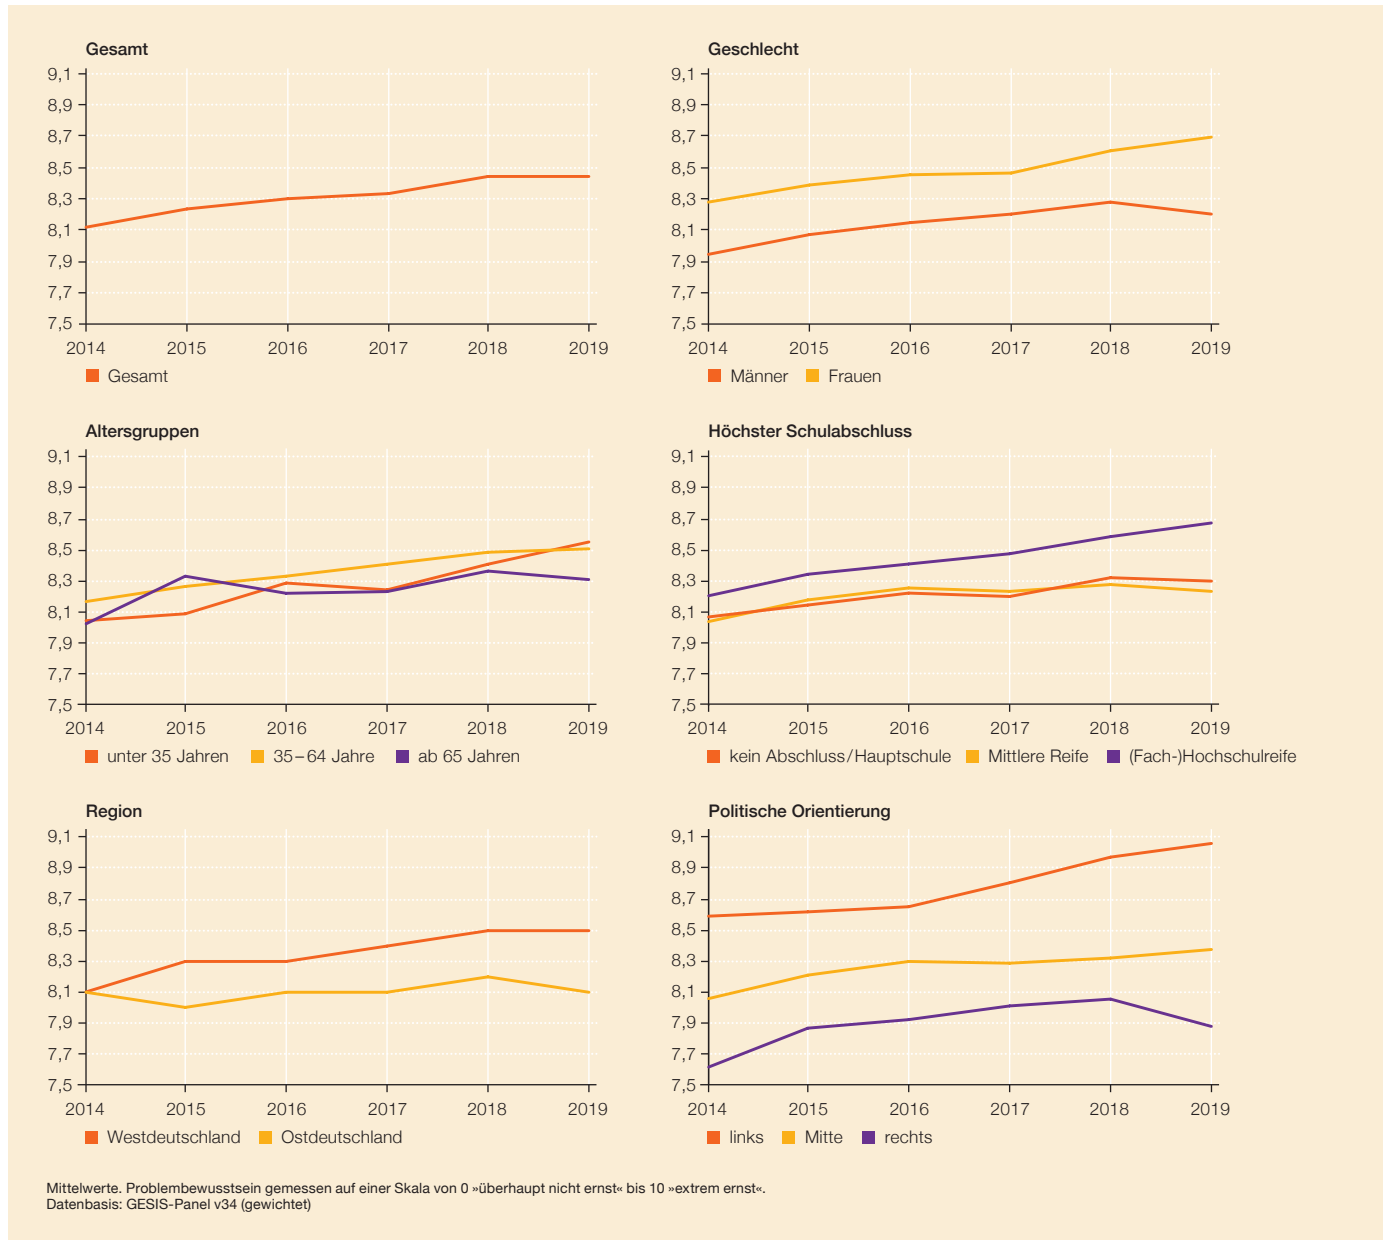 Gesamt
9,1
8,9
8,7
8,5
8,3
8,1
7,9
7,7
7,5
2014 2015 2016 2017 2018 2019
Gesamt
Geschlecht
9,1
8,9
8,7
8,5
8,3
8,1
7,9
7,7
7,5
2014 2015 2016 2017 2018 2019
Männer Frauen
Altersgruppen
9,1
8,9
8,7
8,5
8,3
8,1
7,9
7,7
7,5
2014 2015 2016 2017 2018 2019
unter 35 Jahren 35–64 Jahre ab 65 Jahren
Höchster Schulabschluss
9,1
8,9
8,7
8,5
8,3
8,1
7,9
7,7
7,5
2014 2015 2016 2017 2018 2019
kein Abschluss/Hauptschule Mittlere Reife (Fach-)Hochschulreife
Region
9,1
8,9
8,7
8,5
8,3
8,1
7,9
7,7
7,5
2014 2015 2016 2017 2018 2019
Westdeutschland Ostdeutschland
Politische Orientierung
9,1
8,9
8,7
8,5
8,3
8,1
7,9
7,7
7,5
2014 2015 2016 2017 2018 2019
links Mitte rechts
Mittelwerte. Problembewusstsein gemessen auf einer Skala von 0 »überhaupt nicht ernst« bis 10 »extrem ernst«.
Datenbasis: GESIS-Panel v34 (gewichtet)